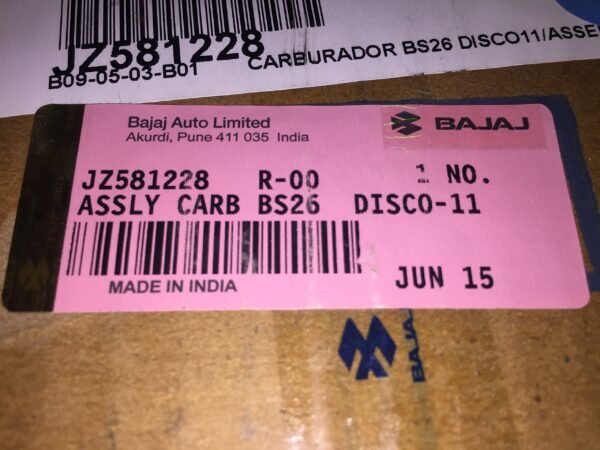 JZ581228
B09-05-03-B01 CARBURADOR BS26 DISCO11/ASSE
Bajaj Auto Limited
Akurdi, Pune 411 035 India
BAJAJ
JZ581228 R-00 1 NO.
ASSLY CARB BS26 DISCO-11
MADE IN INDIA
JUN 15
BAJAJ